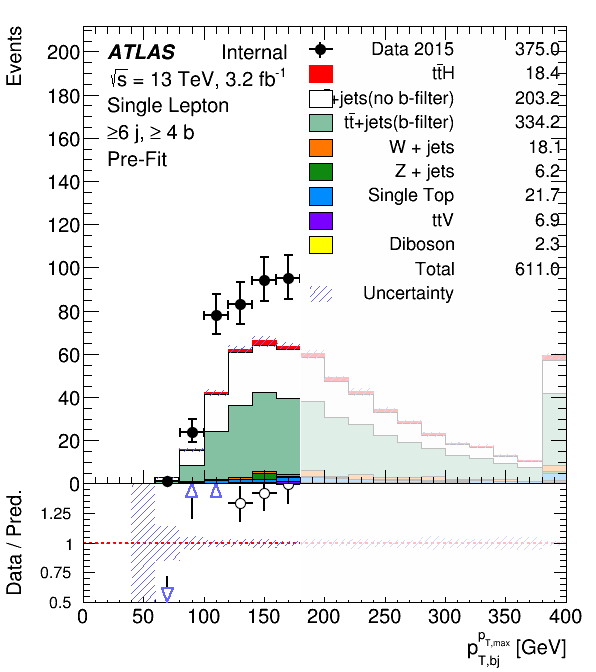 Events
ATLAS Internal
√s = 13 TeV, 3.2 fb⁻¹
Single Lepton
≥6 j, ≥ 4 b
Pre-Fit
Data 2015 375.0
tt̄H 18.4
+jets(no b-filter) 203.2
tt̄+jets(b-filter) 334.2
W + jets 18.1
Z + jets 6.2
Single Top 21.7
ttV 6.9
Diboson 2.3
Total 611.0
Uncertainty
200
180
160
140
120
100
80
60
40
20
0
Data / Pred.
1.25
1
0.75
0.5
0 50 100 150 200 250 300 350 400
p_{T,bj}^{p_{T,max}} [GeV]